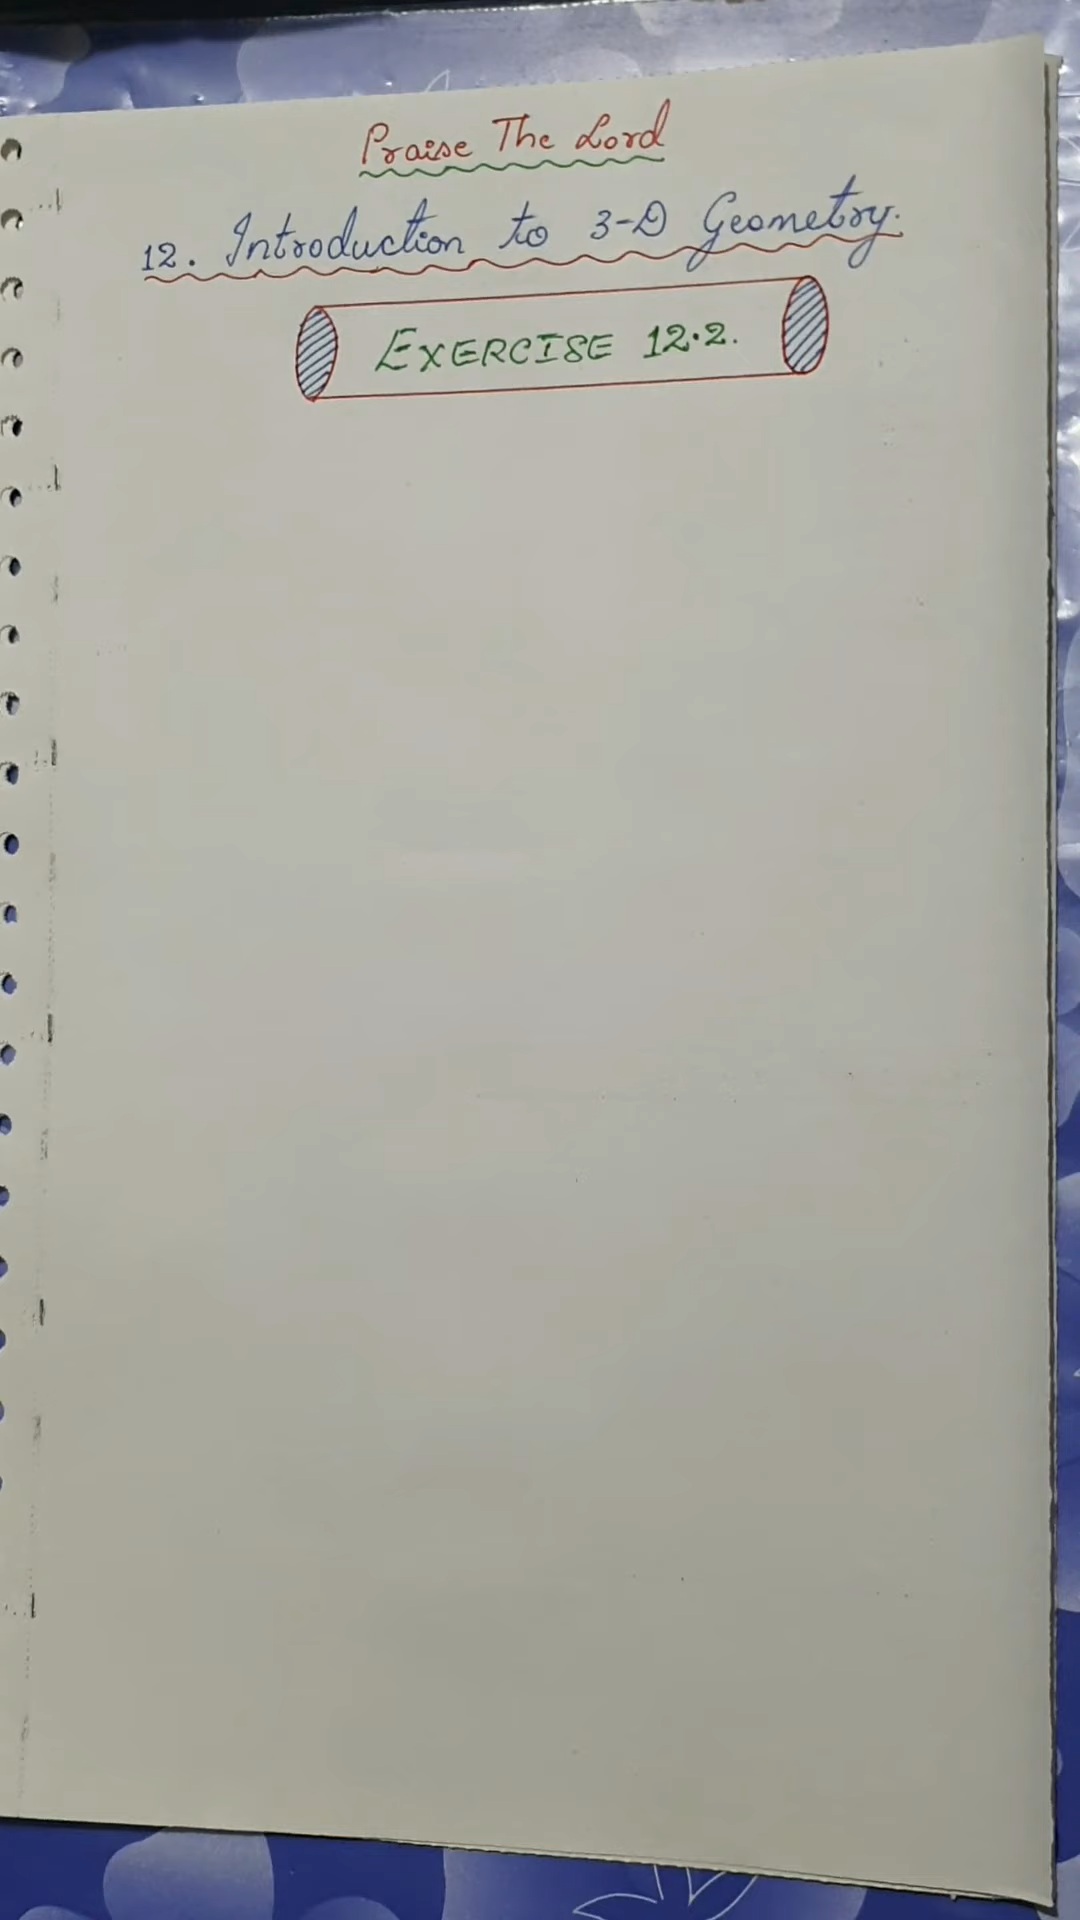 Praise The Lord
12. Introduction to 3-D Geometry.
EXERCISE 12.2.